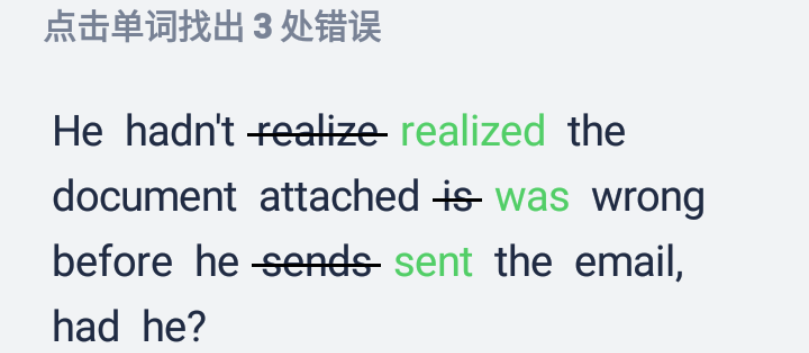 点击单词找出 3 处错误
He hadn't realize realized the
document attached is was wrong
before he sends sent the email,
had he?